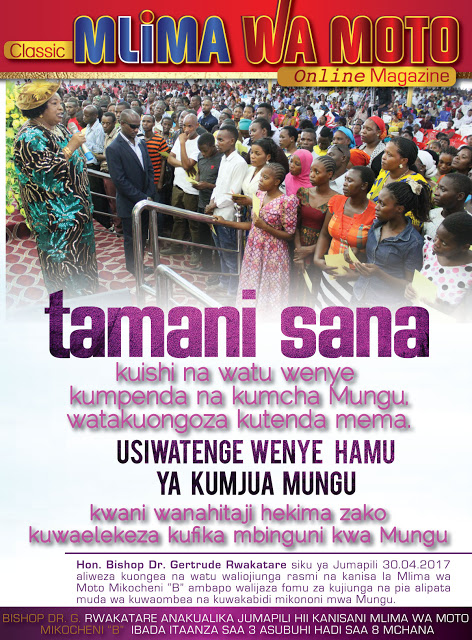 Classic MLiMA WA MOTO
Online Magazine
tamani sana
kuishi na watu wenye
kumpenda na kumcha Mungu,
watakuongoza kutenda mema.
USIWATENGE WENYE HAMU
YA KUMJUA MUNGU
kwani wanahitaji hekima zako
kuwaelekeza kufika mbinguni kwa Mungu
Hon. Bishop Dr. Gertrude Rwakatare siku ya Jumapili 30.04.2017
aliweza kuongea na watu waliojiunga rasmi na kanisa la Mlima wa
Moto Mikocheni "B" ambapo walijaza fomu za kujiunga na pia alipata
muda wa kuwaombea na kuwakabidi mikononi mwa Mungu.
BISHOP DR. G. RWAKATARE ANAKUALIKA JUMAPILI HII KANISANI MLIMA WA MOTO
MIKOCHENI "B" IBADA ITAANZA SAA 3 ASUBUHI HADI SAA 8 MCHANA